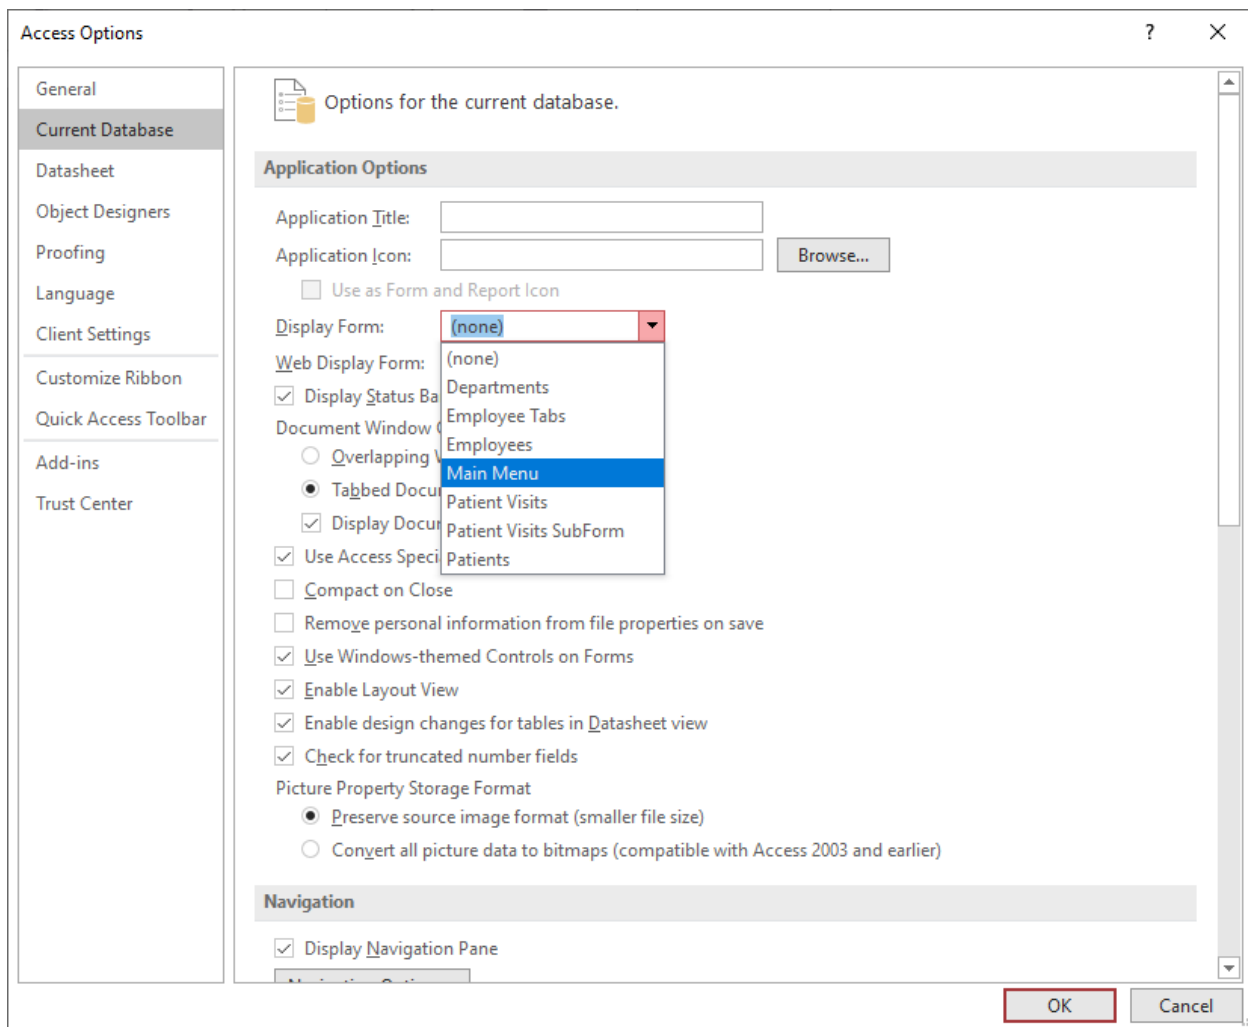 Access Options
?
General
Current Database
Datasheet
Object Designers
Proofing
Language
Client Settings
Customize Ribbon
Quick Access Toolbar
Add-ins
Trust Center
Options for the current database.
Application Options
Application Title:
Application Icon:
Browse...
Use as Form and Report Icon
Display Form: (none)
Web Display Form:
(none)
Departments
Employee Tabs
Employees
Main Menu
Patient Visits
Patient Visits SubForm
Patients
Display Status Ba
Document Window
Overlapping
Tabbed Docu
Display Docu
Use Access Speci
Compact on Close
Remove personal information from file properties on save
Use Windows-themed Controls on Forms
Enable Layout View
Enable design changes for tables in Datasheet view
Check for truncated number fields
Picture Property Storage Format
Preserve source image format (smaller file size)
Convert all picture data to bitmaps (compatible with Access 2003 and earlier)
Navigation
Display Navigation Pane
OK
Cancel